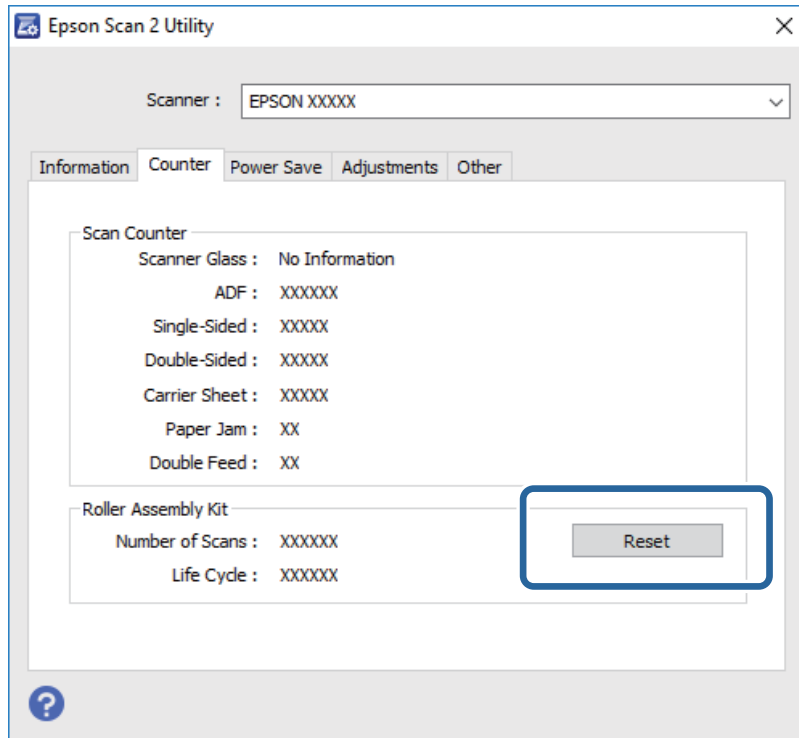 Epson Scan 2 Utility
Scanner : EPSON XXXXX
Information Counter Power Save Adjustments Other
Scan Counter
Scanner Glass : No Information
ADF : XXXXXX
Single-Sided : XXXXX
Double-Sided : XXXXX
Carrier Sheet : XXXXX
Paper Jam : XX
Double Feed : XX
Roller Assembly Kit
Number of Scans : XXXXXX Reset
Life Cycle : XXXXXX
?